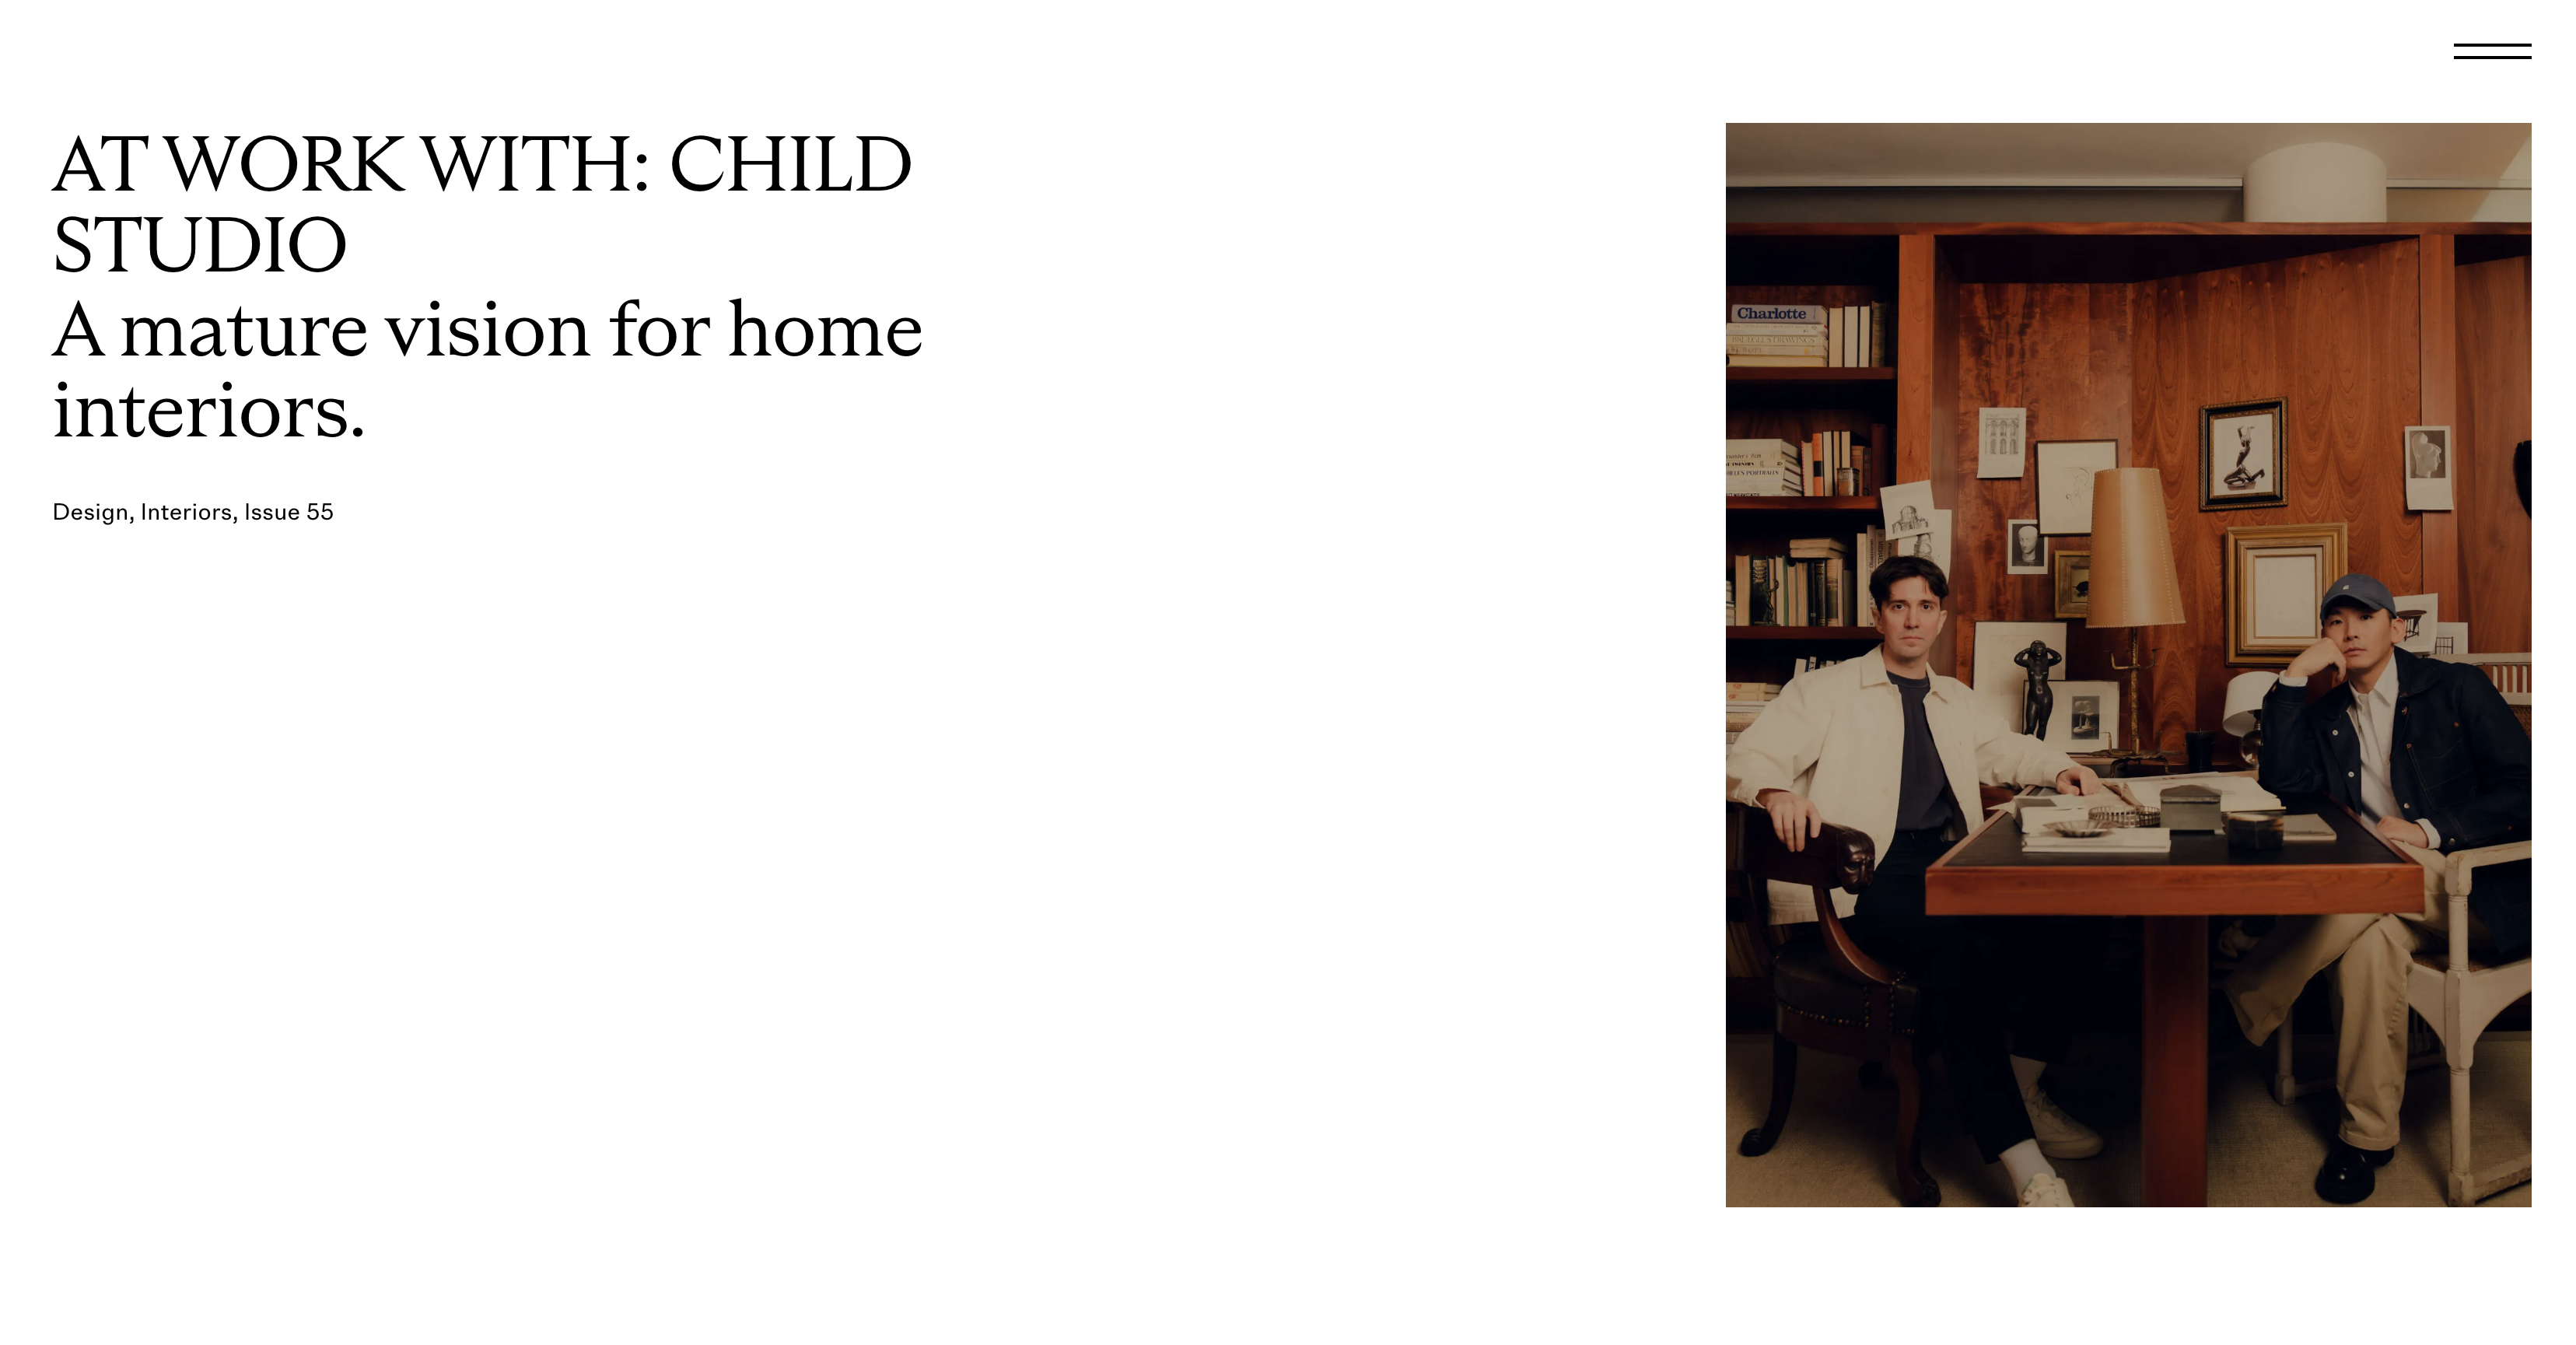 AT WORK WITH: CHILD
STUDIO
A mature vision for home
interiors.
Design, Interiors, Issue 55
Charlotte